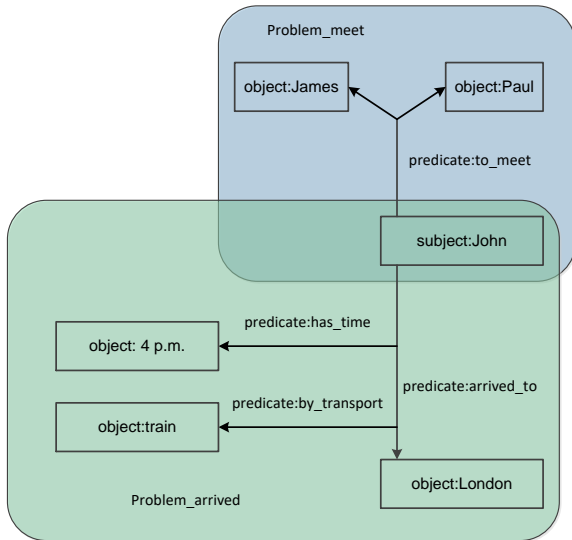 Problem_meet
object:James
object:Paul
predicate:to_meet
subject:John
predicate:has_time
object: 4 p.m.
predicate:arrived_to
predicate:by_transport
object:train
object:London
Problem_arrived